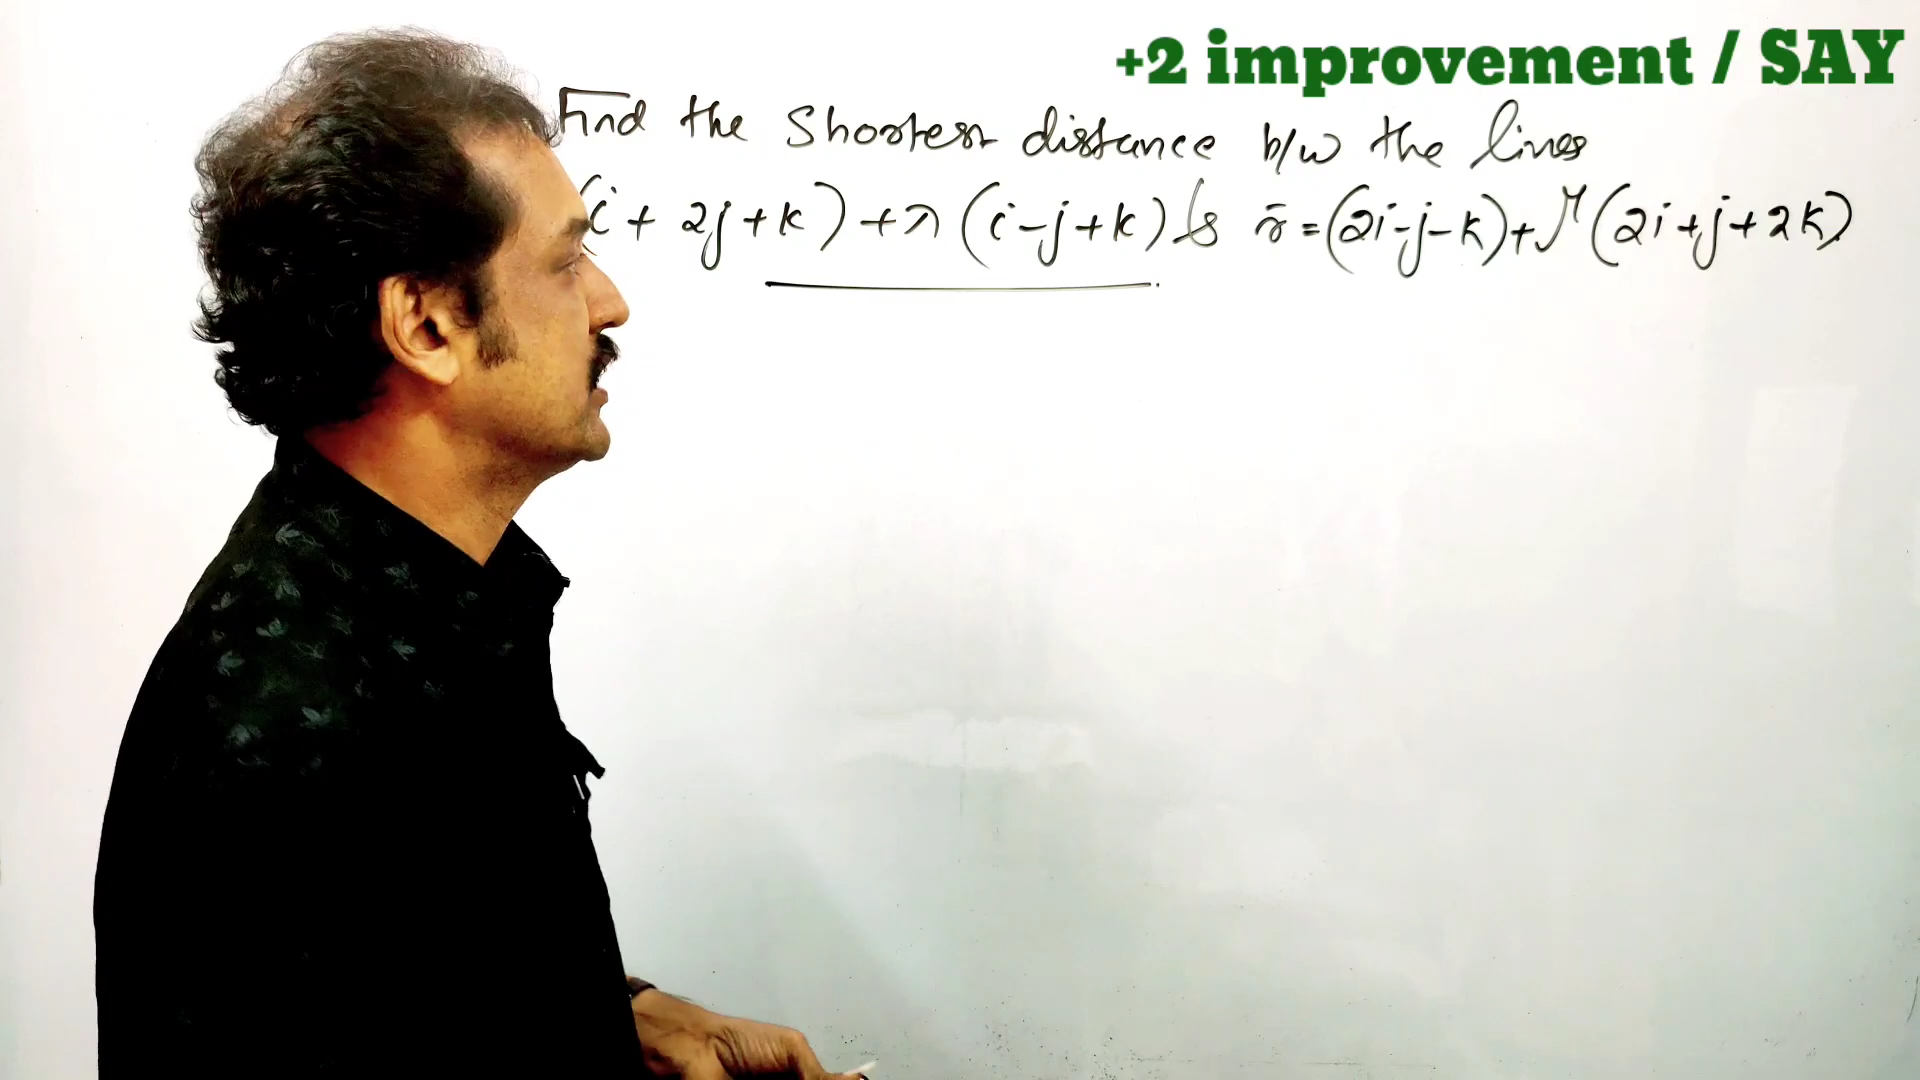 +2 improvement / SAY
Find the Shortest distance b/w the lines
(i + 2j + k) + λ (i - j + k) & r̄ = (2i - j - k) + μ (2i + j + 2k)